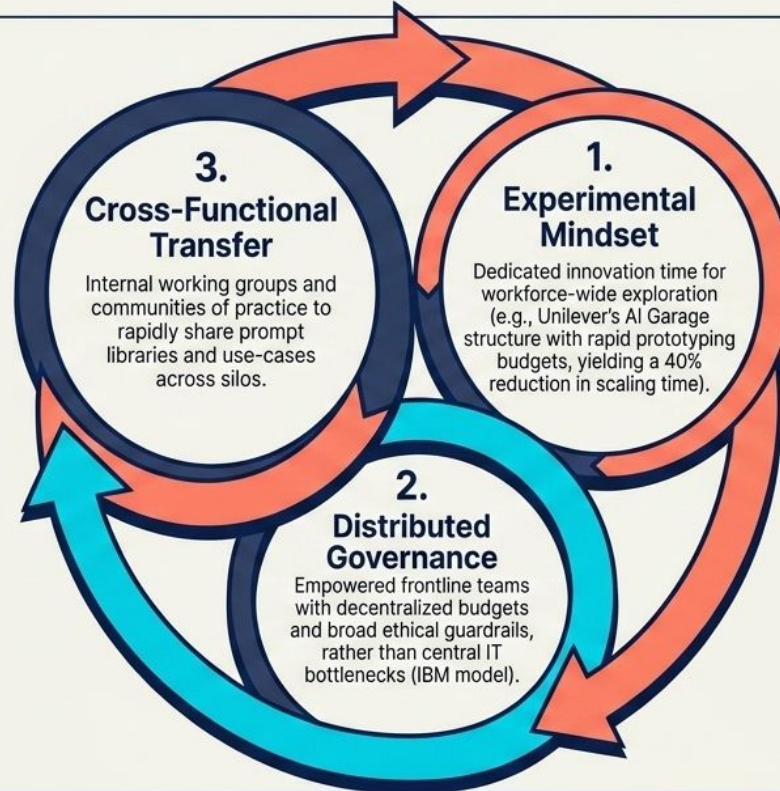 3.
Cross-Functional
Transfer
Internal working groups and
communities of practice to
rapidly share prompt
libraries and use-cases
across silos.
1.
Experimental
Mindset
Dedicated innovation time for
workforce-wide exploration
(e.g., Unilever's AI Garage
structure with rapid prototyping
budgets, yielding a 40%
reduction in scaling time).
2.
Distributed
Governance
Empowered frontline teams
with decentralized budgets
and broad ethical guardrails,
rather than central IT
bottlenecks (IBM model).